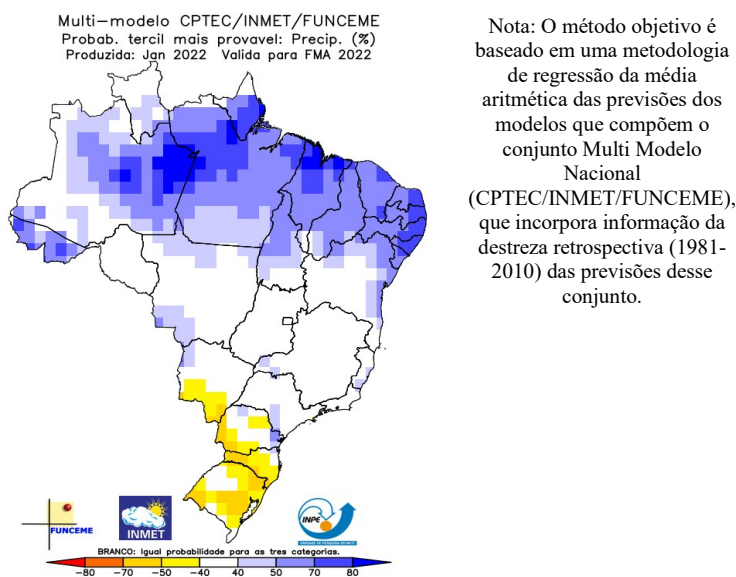 Multi-modelo CPTEC/INMET/FUNCEME
Probab. tercil mais provavel: Precip. (%)
Produzida: Jan 2022 Valida para FMA 2022
Nota: O método objetivo é
baseado em uma metodologia
de regressão da média
aritmética das previsões dos
modelos que compõem o
conjunto Multi Modelo
Nacional
(CPTEC/INMET/FUNCEME),
que incorpora informação da
destreza retrospectiva (1981-
2010) das previsões desse
conjunto.
FUNCEME
INMET
INPE
BRANCO: Igual probabilidade para as tres categorias.
-80 -70 -50 -40 40 50 70 80